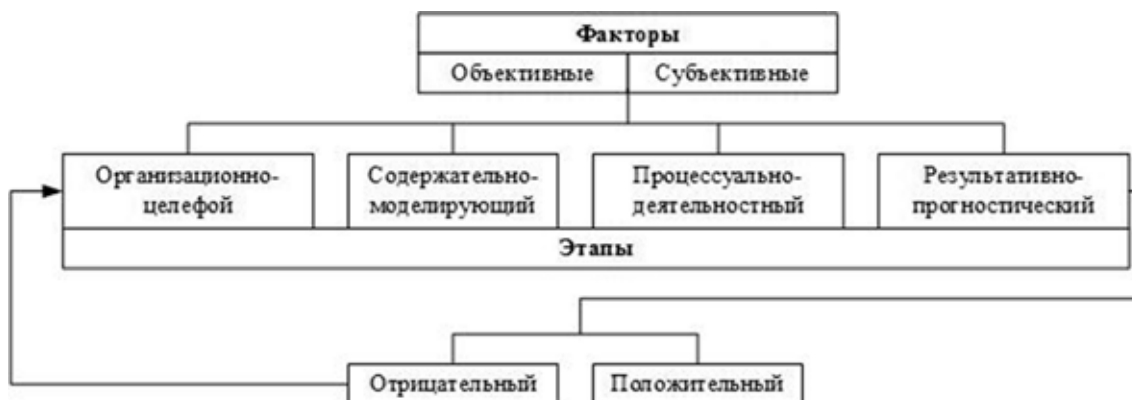 Факторы
Объективные
Субъективные
Организационно-
целефой
Содержательно-
моделирующий
Процессуально-
деятельностный
Результативно-
прогностический
Этапы
Отрицательный
Положительный